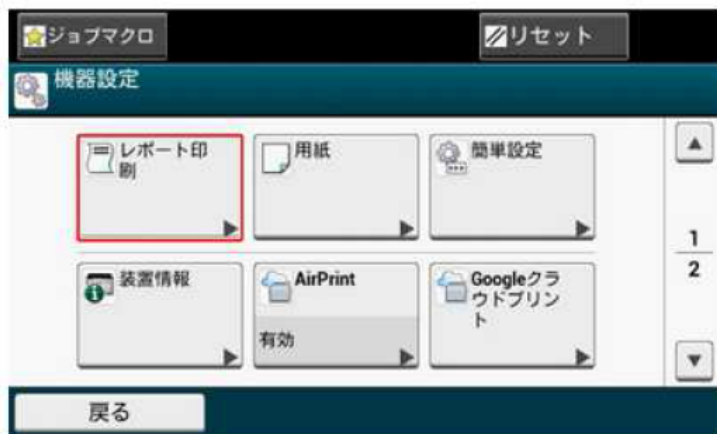 ジョブマクロ
リセット
機器設定
レポート印
刷
用紙
簡単設定
装置情報
AirPrint
有効
Googleクラ
ウドプリン
ト
1
2
戻る